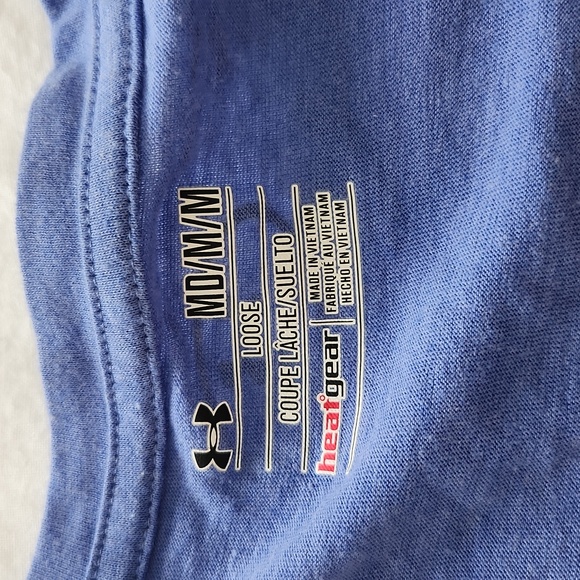 MD/M/M
LOOSE
COUPE LÂCHE//SUELTO
heatgear
MADE IN VIETNAM
FABRIQUÉ AU VIETNAM
HECHO EN VIETNAM